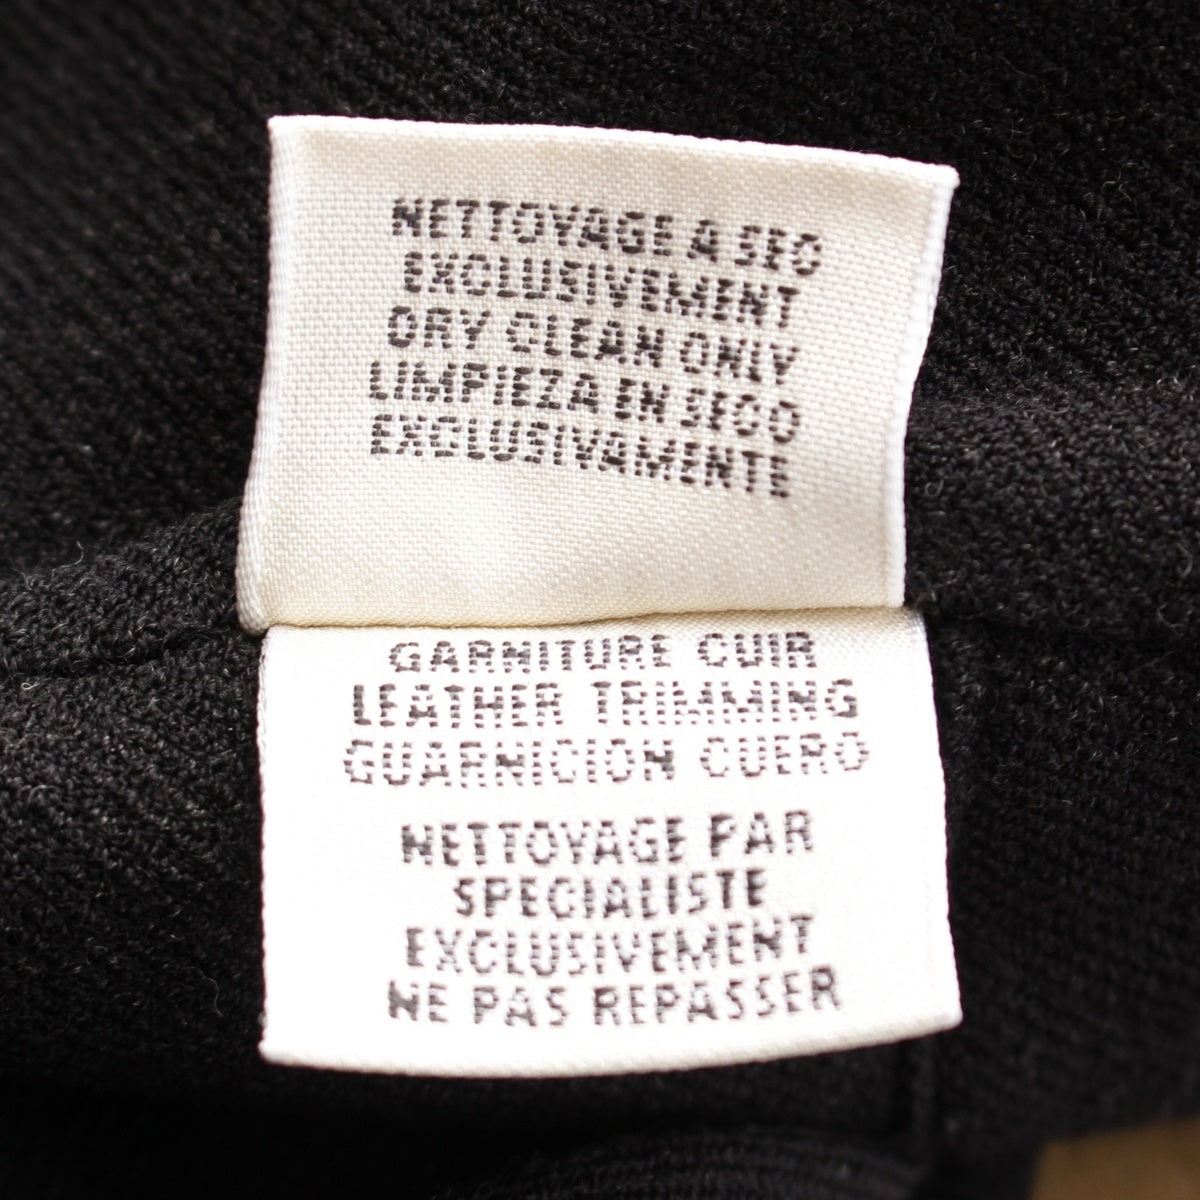 NETTOYAGE A SEC
EXCLUSIVEMENT
DRY CLEAN ONLY
LIMPIEZA EN SECO
EXCLUSIVAMENTE
GARNITURE CUIR
LEATHER TRIMMING
GUARNICION CUERO
NETTOYAGE PAR
SPECIALISTE
EXCLUSIVEMENT
NE PAS REPASSER